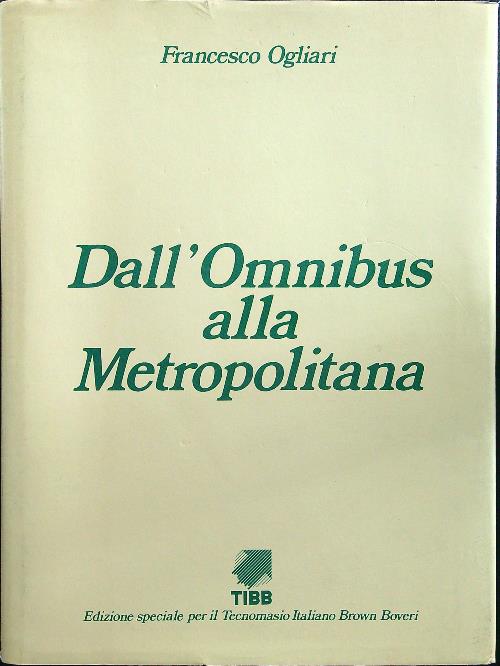 Francesco Ogliari
Dall'Omnibus
alla
Metropolitana
TIBB
Edizione speciale per il Tecnomasio Italiano Brown Boveri